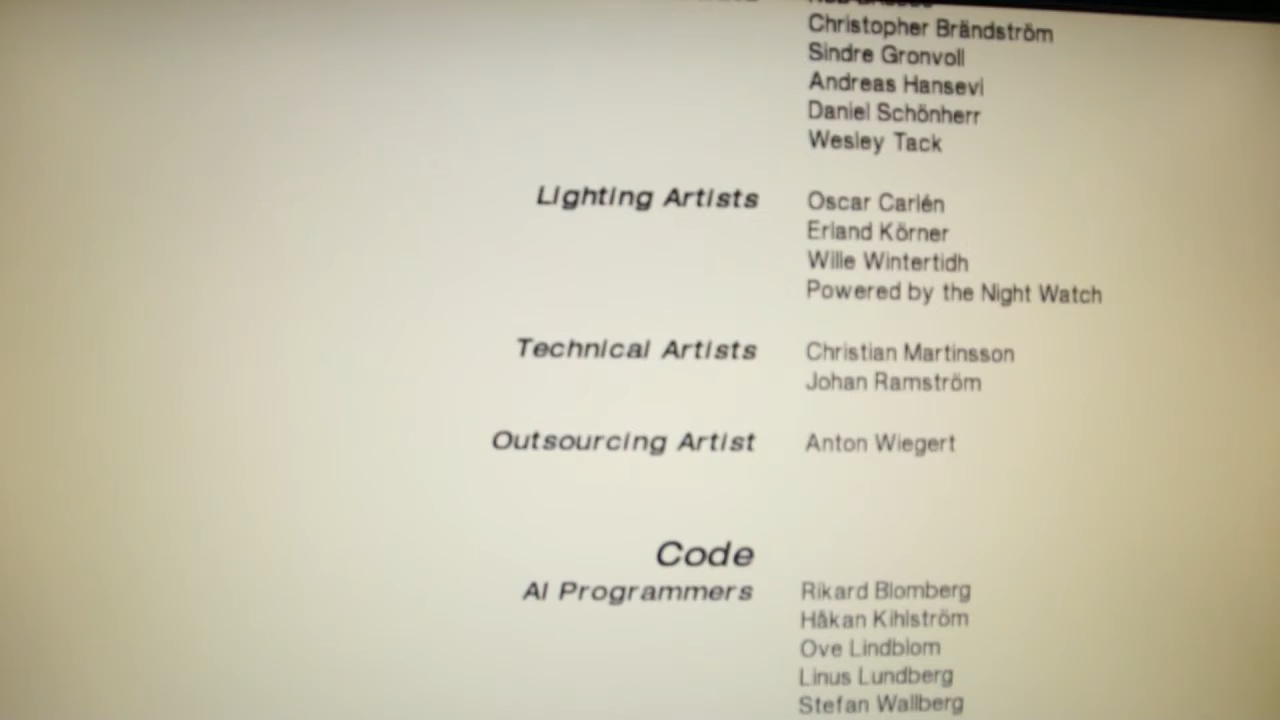 Christopher Brändström
Sindre Gronvoll
Andreas Hansevi
Daniel Schönherr
Wesley Tack
Lighting Artists Oscar Carlén
Erland Körner
Wille Wintertidh
Powered by the Night Watch
Technical Artists Christian Martinsson
Johan Ramström
Outsourcing Artist Anton Wiegert
Code
AI Programmers Rikard Blomberg
Håkan Kihlström
Ove Lindblom
Linus Lundberg
Stefan Wallberg